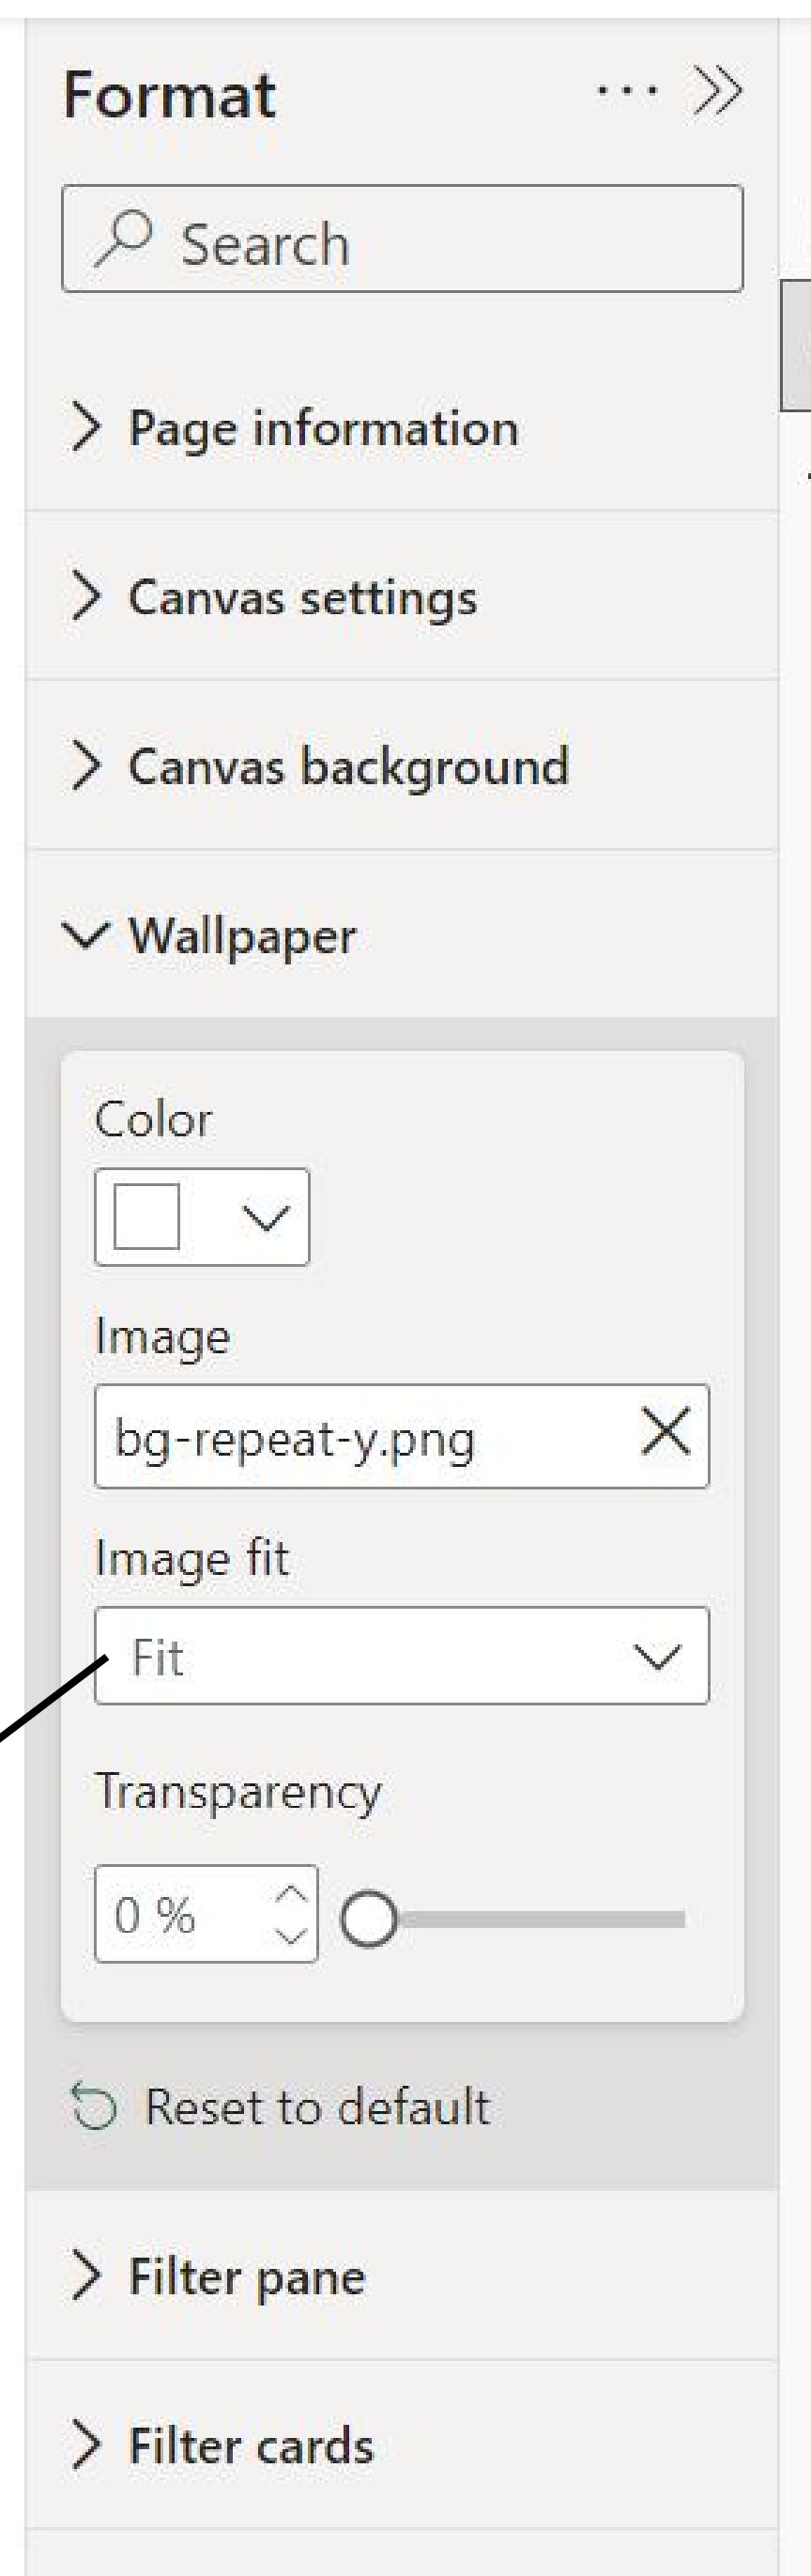 Format
Search
Page information
Canvas settings
Canvas background
Wallpaper
Color
Image
bg-repeat-y.png
Image fit
Fit
Transparency
0 %
Reset to default
Filter pane
Filter cards